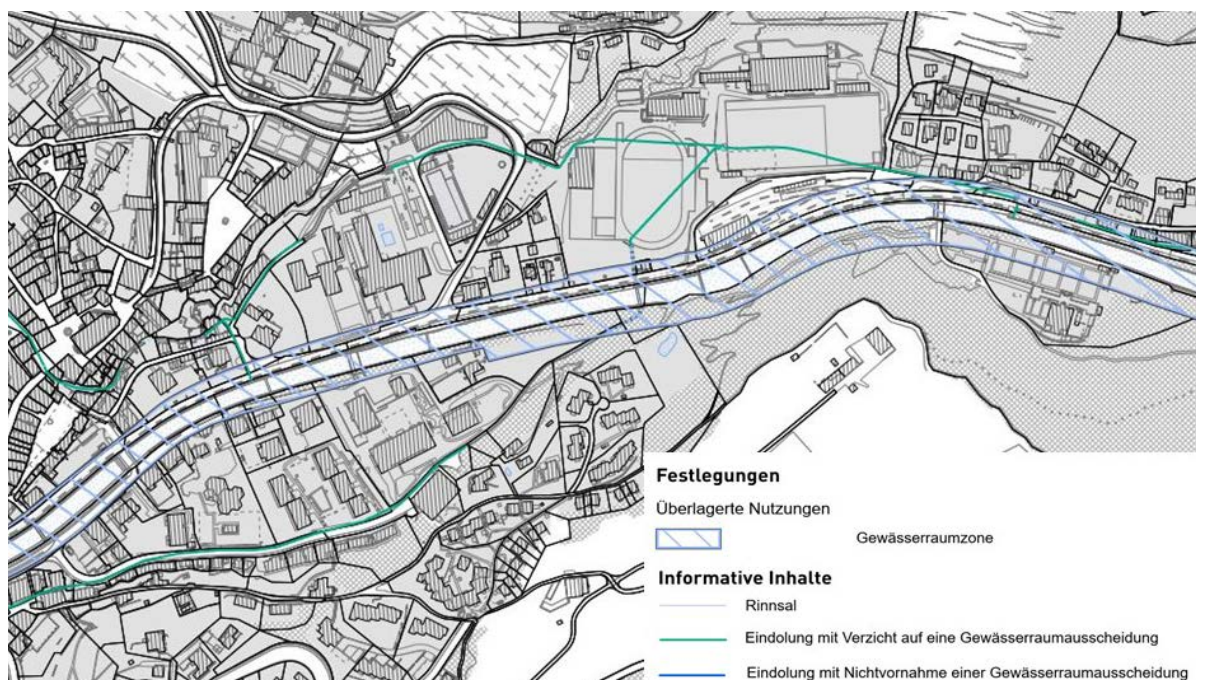 Festlegungen
Überlagerte Nutzungen
Gewässerraumzone
Informative Inhalte
Rinnsal
Eindolung mit Verzicht auf eine Gewässerraumausscheidung
Eindolung mit Nichtvornahme einer Gewässerraumausscheidung